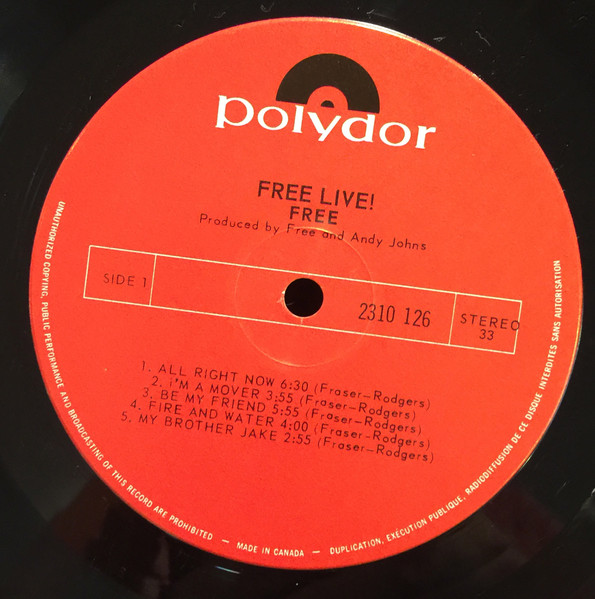 polydor
FREE LIVE!
FREE
Produced by Free and Andy Johns
SIDE 1
2310 126
STEREO
33
1. ALL RIGHT NOW 6:30 (Fraser-Rodgers)
2. I'M A MOVER 3:55 (Fraser-Rodgers)
3. BE MY FRIEND 5:55 (Fraser-Rodgers)
4. FIRE AND WATER 4:00 (Fraser-Rodgers)
5. MY BROTHER JAKE 2:55 (Fraser-Rodgers)
UNAUTHORIZED COPYING, PUBLIC PERFORMANCE AND BROADCASTING OF THIS RECORD ARE PROHIBITED — MADE IN CANADA — DUPLICATION, EXÉCUTION PUBLIQUE, RADIODIFFUSION DE CE DISQUE INTERDITES SANS AUTORISATION